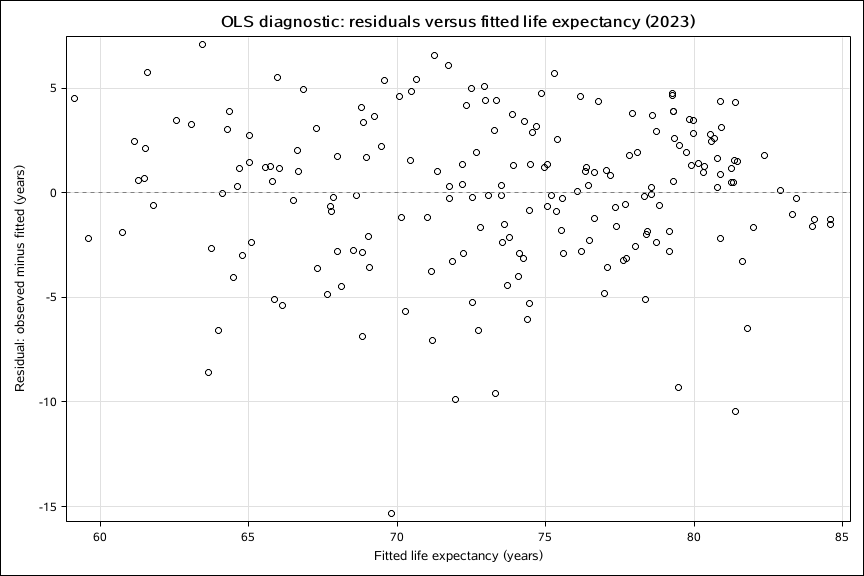 OLS diagnostic: residuals versus fitted life expectancy (2023)
Residual: observed minus fitted (years)
5
0
-5
-10
-15
60 65 70 75 80 85
Fitted life expectancy (years)